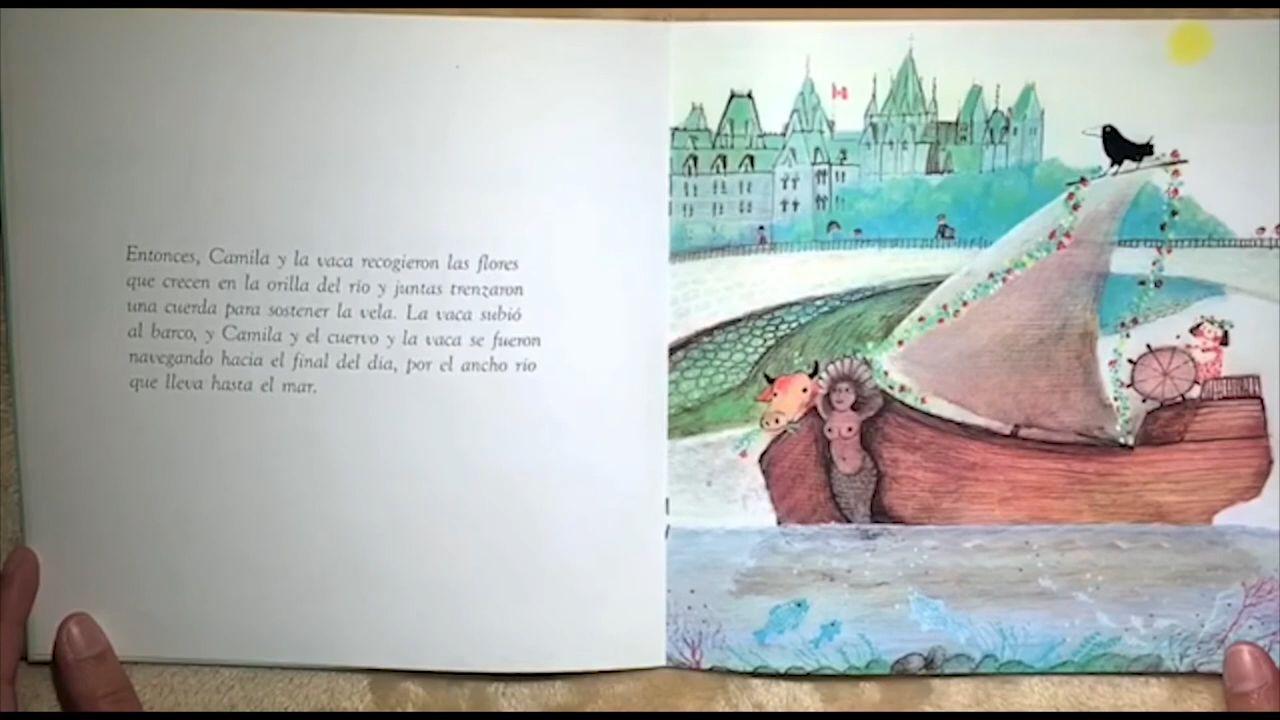 Entonces, Camila y la vaca recogieron las flores
que crecen en la orilla del río y juntas trenzaron
una cuerda para sostener la vela. La vaca subió
al barco, y Camila y el cuervo y la vaca se fueron
navegando hacia el final del día, por el ancho río
que lleva hasta el mar.